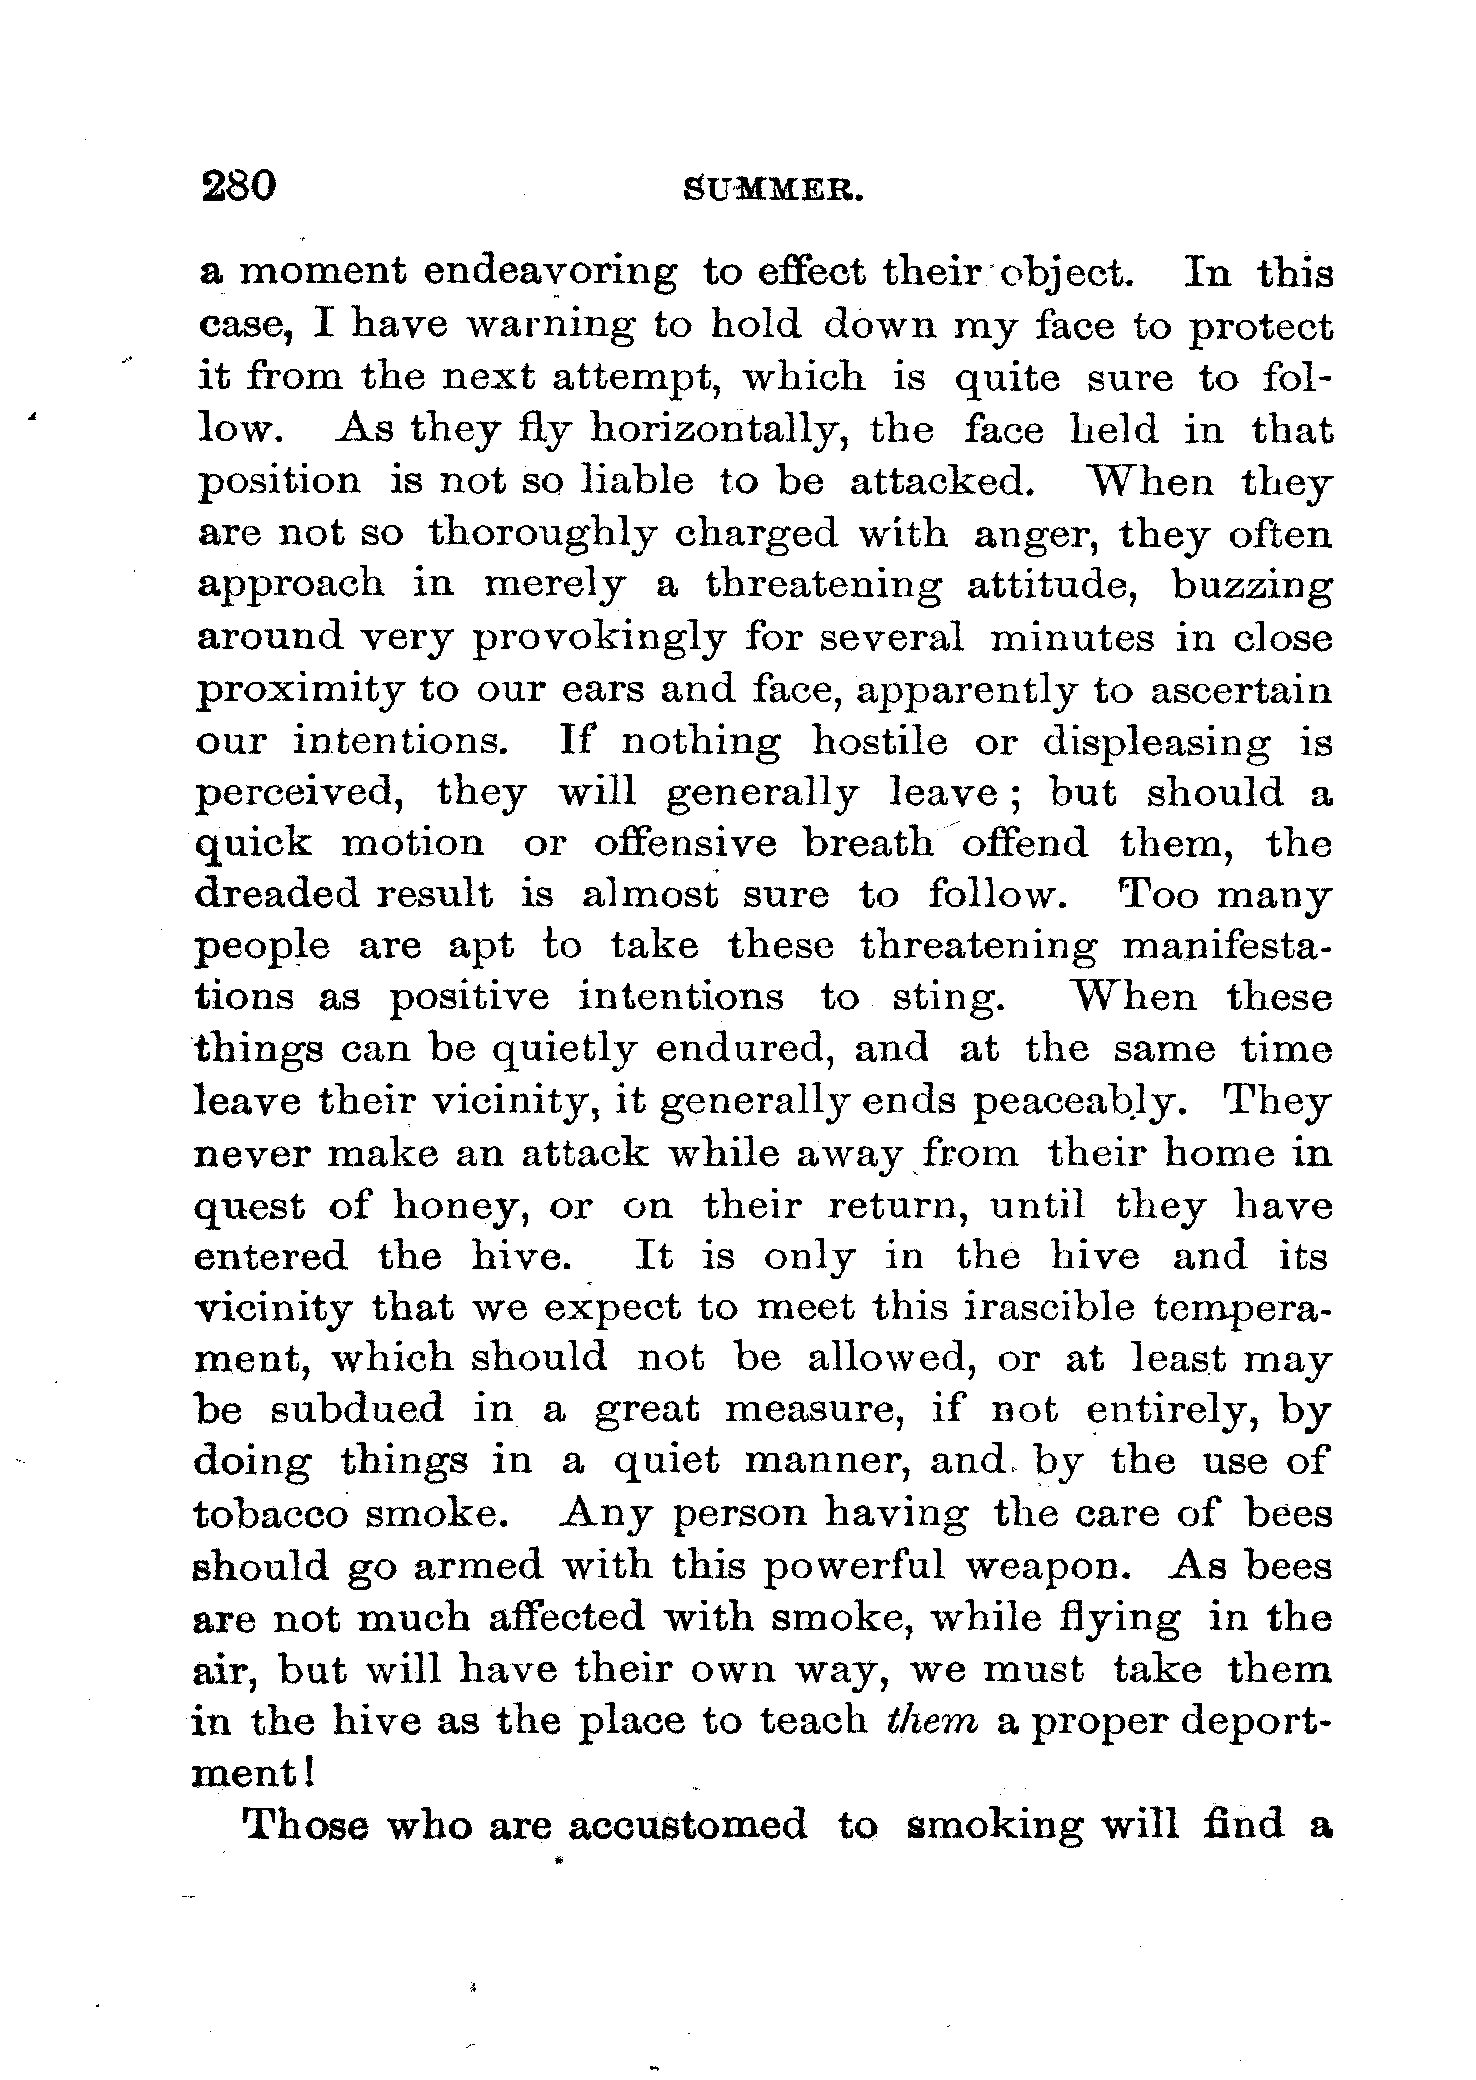 280 SUMMER.
a moment endeavoring to effect their object. In this
case, I have warning to hold down my face to protect
it from the next attempt, which is quite sure to fol-
low. As they fly horizontally, the face held in that
position is not so liable to be attacked. When they
are not so thoroughly charged with anger, they often
approach in merely a threatening attitude, buzzing
around very provokingly for several minutes in close
proximity to our ears and face, apparently to ascertain
our intentions. If nothing hostile or displeasing is
perceived, they will generally leave ; but should a
quick motion or offensive breath offend them, the
dreaded result is almost sure to follow. Too many
people are apt to take these threatening manifesta-
tions as positive intentions to sting. When these
things can be quietly endured, and at the same time
leave their vicinity, it generally ends peaceably. They
never make an attack while away from their home in
quest of honey, or on their return, until they have
entered the hive. It is only in the hive and its
vicinity that we expect to meet this irascible tempera-
ment, which should not be allowed, or at least may
be subdued in a great measure, if not entirely, by
doing things in a quiet manner, and by the use of
tobacco smoke. Any person having the care of bees
should go armed with this powerful weapon. As bees
are not much affected with smoke, while flying in the
air, but will have their own way, we must take them
in the hive as the place to teach them a proper deport-
ment!
Those who are accustomed to smoking will find a